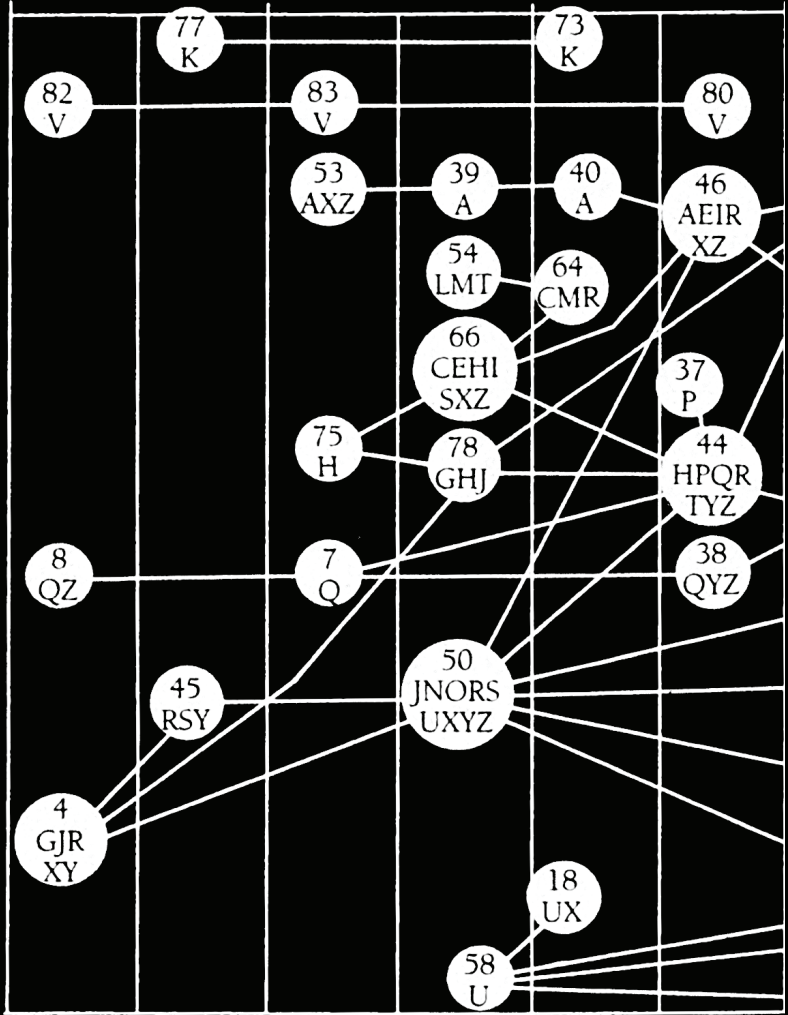 77
K
73
K
82
V
83
V
80
V
53
AXZ
39
A
40
A
46
AEIR
XZ
54
LMT
64
CMR
66
CEHI
SXZ
37
P
75
H
78
GHJ
44
HPQR
TYZ
8
QZ
7
Q
38
QYZ
50
JNORS
UXYZ
45
RSY
4
GJR
XY
18
UX
58
U